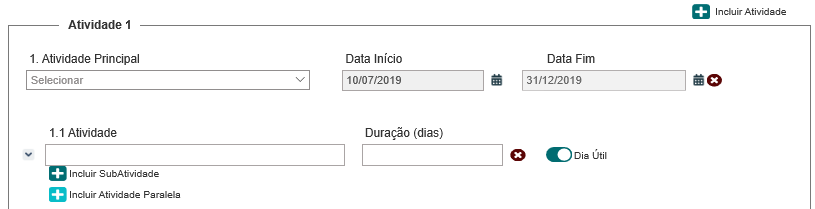 Incluir Atividade
Atividade 1
1. Atividade Principal Data Início Data Fim
Selecionar 10/07/2019 31/12/2019
1.1 Atividade Duração (dias)
Dia Útil
Incluir SubAtividade
Incluir Atividade Paralela